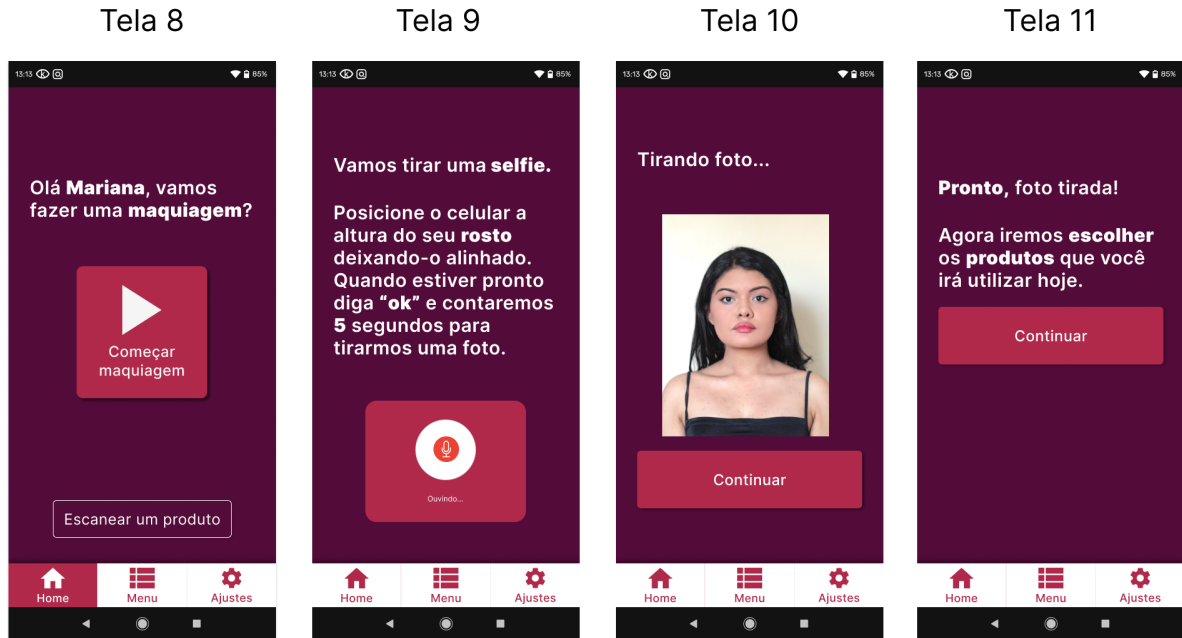 Tela 8
13:13
85%
Olá Mariana, vamos
fazer uma maquiagem?
Começar
maquiagem
Escanear um produto
Home
Menu
Ajustes
Tela 9
13:13
85%
Vamos tirar uma selfie.
Posicione o celular a
altura do seu rosto
deixando-o alinhado.
Quando estiver pronto
diga “ok” e contaremos
5 segundos para
tirarmos uma foto.
Ouvindo...
Home
Menu
Ajustes
Tela 10
13:13
85%
Tirando foto...
Continuar
Home
Menu
Ajustes
Tela 11
13:13
85%
Pronto, foto tirada!
Agora iremos escolher
os produtos que você
irá utilizar hoje.
Continuar
Home
Menu
Ajustes